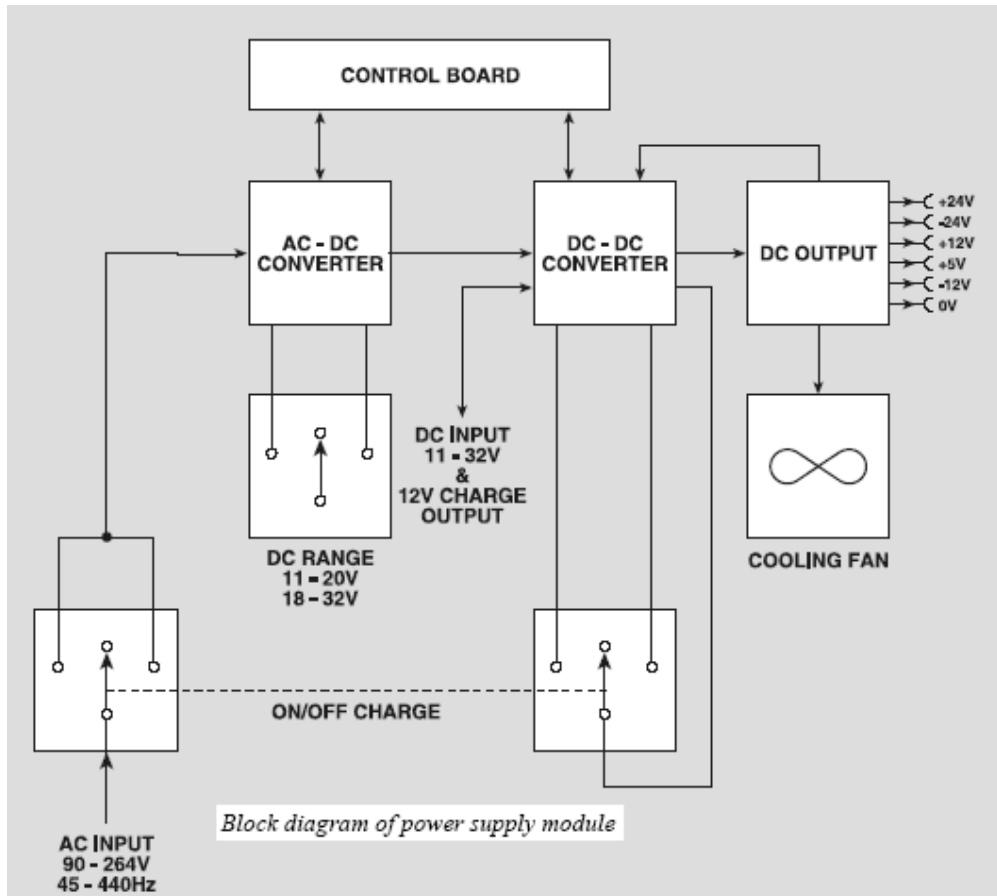 CONTROL BOARD
AC - DC
CONVERTER
DC - DC
CONVERTER
DC OUTPUT
+24V
-24V
+12V
+5V
-12V
0V
DC INPUT
11 - 32V
&
12V CHARGE
OUTPUT
DC RANGE
11 - 20V
18 - 32V
COOLING FAN
ON/OFF CHARGE
AC INPUT
90 - 264V
45 - 440Hz
Block diagram of power supply module